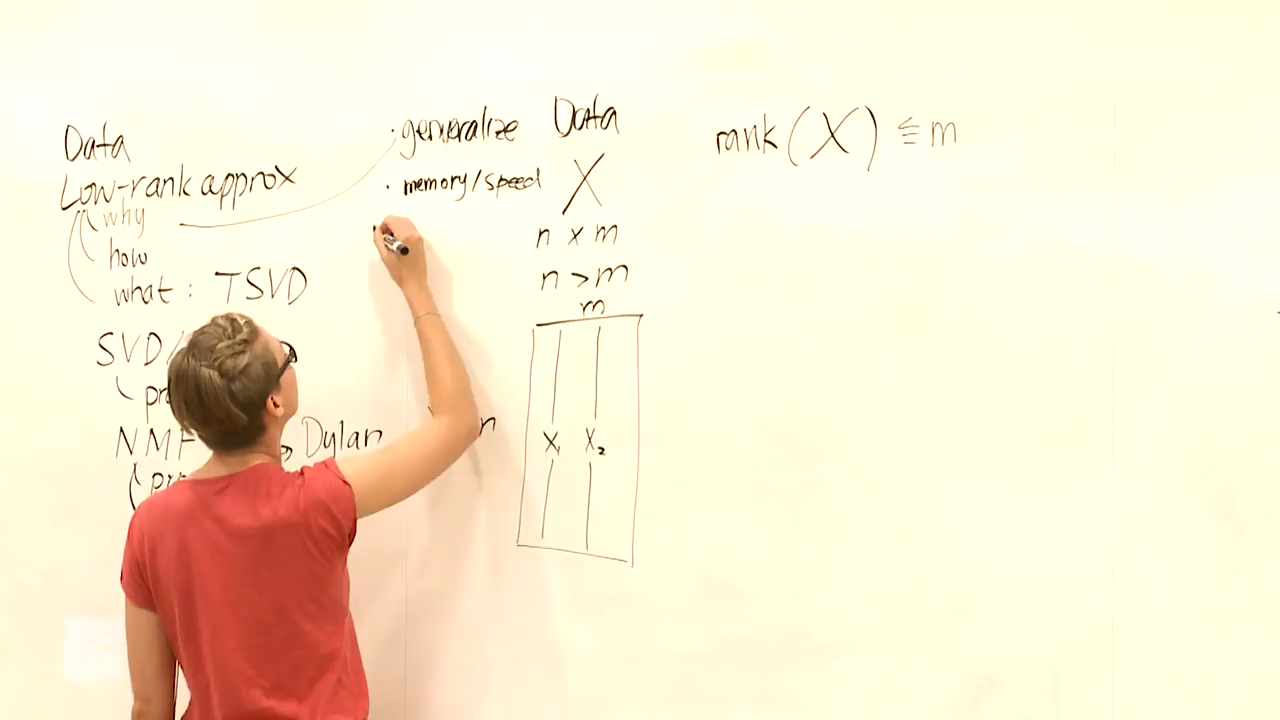 Data
Low-rank approx
why
how
what : TSVD
SVD/
NMF
Dylan
· generalize
· memory/speed
Data
X
n x m
n > m
m
n
X₁ X₂
rank(X) ≤ m